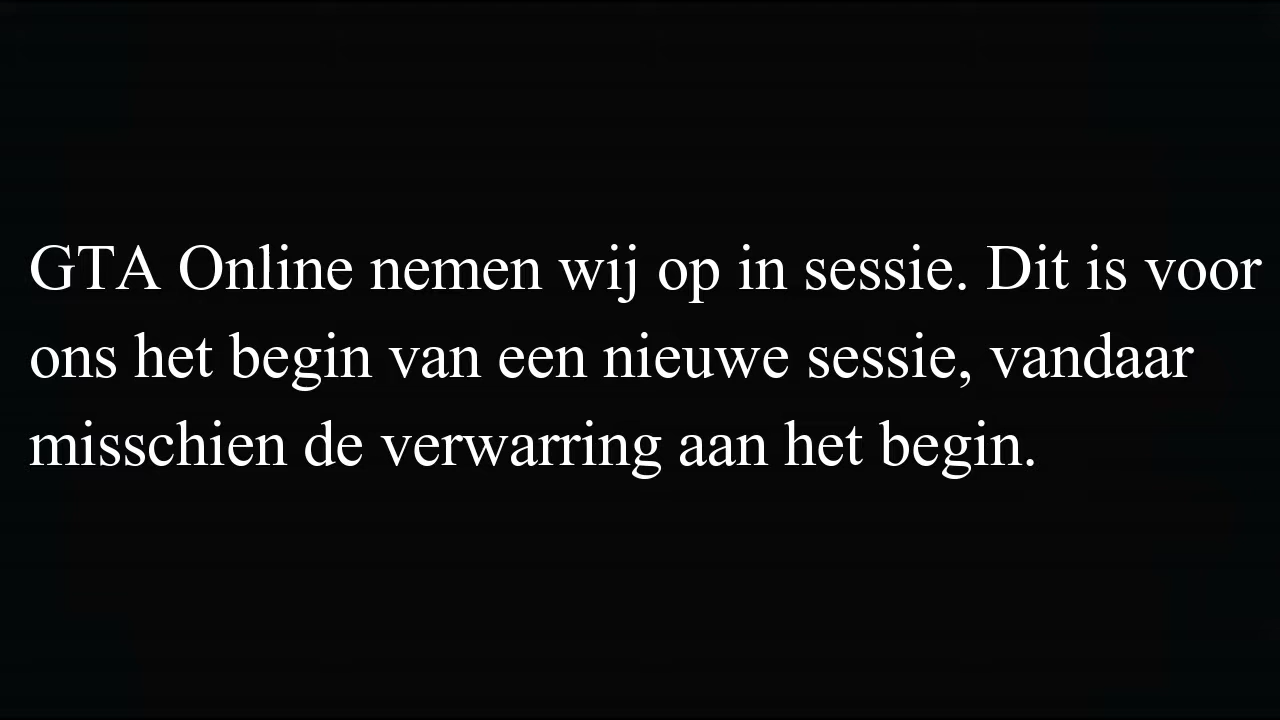 GTA Online nemen wij op in sessie. Dit is voor
ons het begin van een nieuwe sessie, vandaar
misschien de verwarring aan het begin.